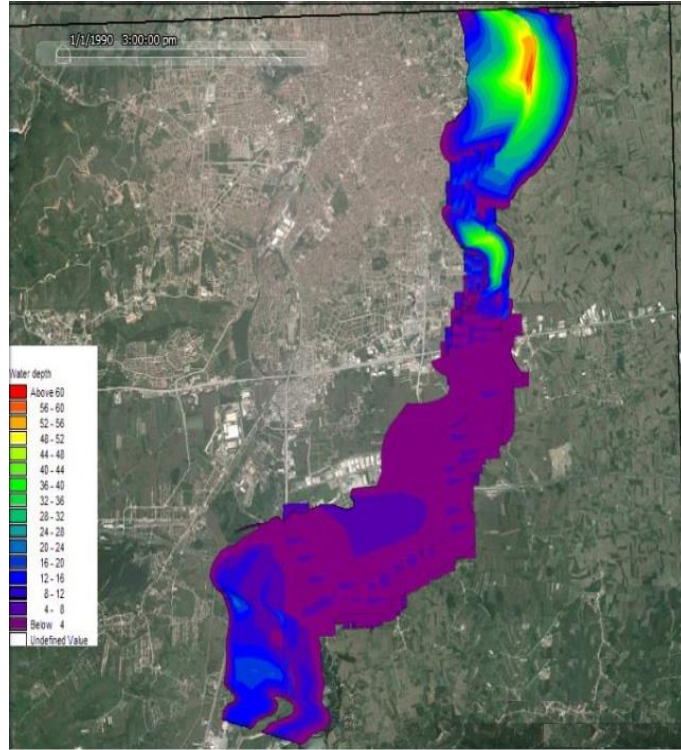 1/1/1990 3:00:00 pm
Water depth
Above 60
56 - 60
52 - 56
48 - 52
44 - 48
40 - 44
36 - 40
32 - 36
28 - 32
24 - 28
20 - 24
16 - 20
12 - 16
8 - 12
4 - 8
Below 4
Undefined Value